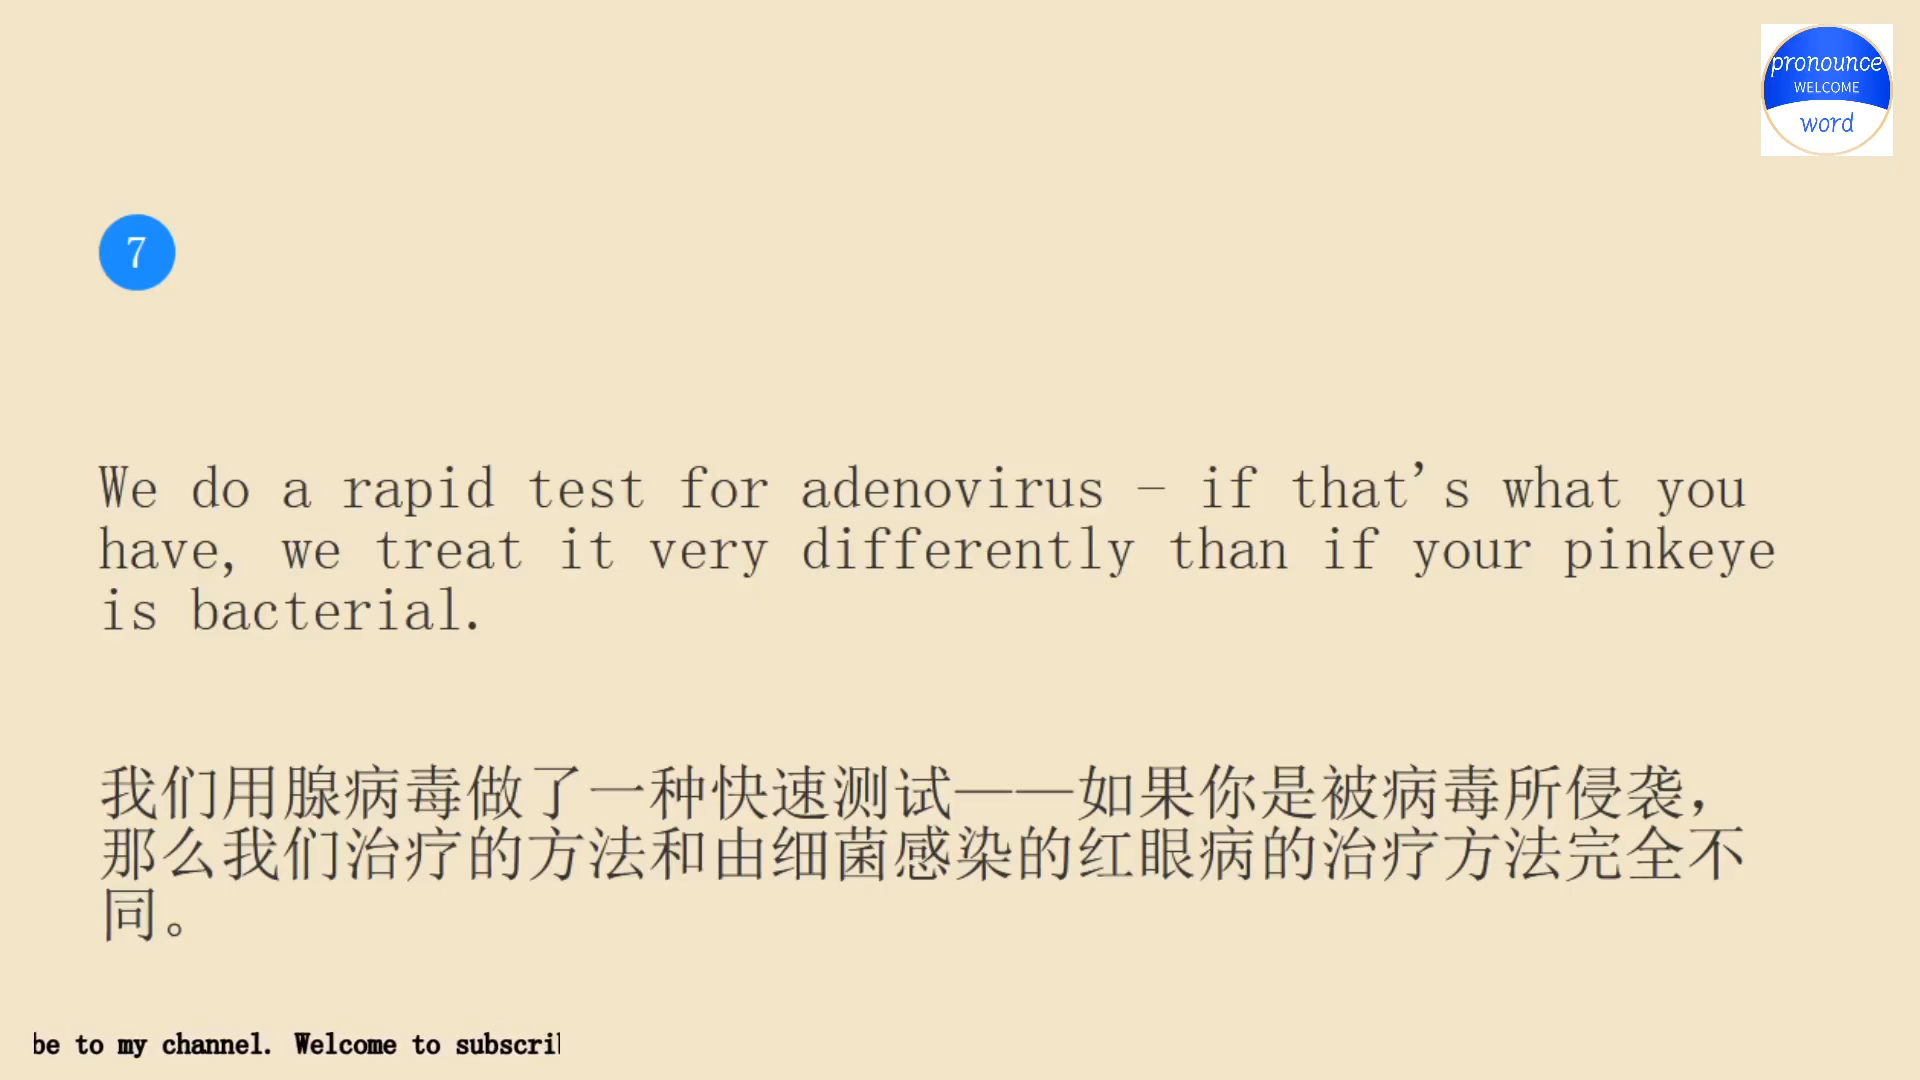 pronounce
WELCOME
word
7
We do a rapid test for adenovirus – if that's what you
have, we treat it very differently than if your pinkeye
is bacterial.
我们用腺病毒做了一种快速测试——如果你是被病毒所侵袭，
那么我们治疗的方法和由细菌感染的红眼病的治疗方法完全不
同。
be to my channel. Welcome to subscri